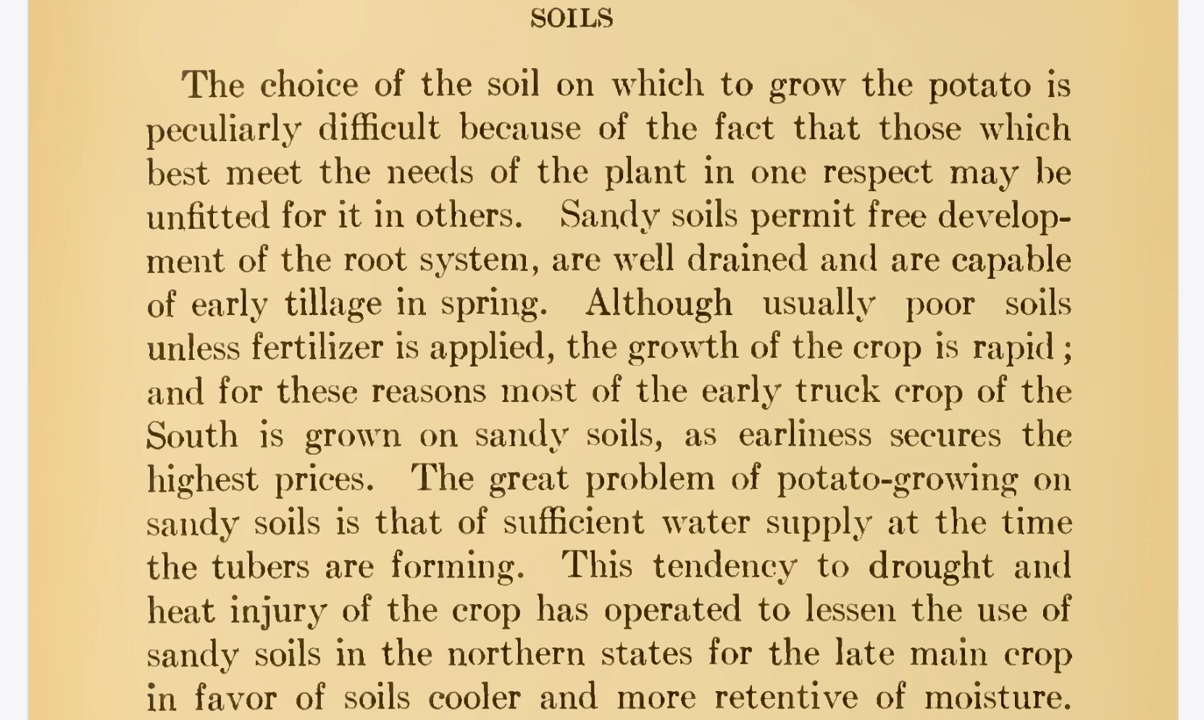 SOILS
The choice of the soil on which to grow the potato is
peculiarly difficult because of the fact that those which
best meet the needs of the plant in one respect may be
unfitted for it in others. Sandy soils permit free develop-
ment of the root system, are well drained and are capable
of early tillage in spring. Although usually poor soils
unless fertilizer is applied, the growth of the crop is rapid ;
and for these reasons most of the early truck crop of the
South is grown on sandy soils, as earliness secures the
highest prices. The great problem of potato-growing on
sandy soils is that of sufficient water supply at the time
the tubers are forming. This tendency to drought and
heat injury of the crop has operated to lessen the use of
sandy soils in the northern states for the late main crop
in favor of soils cooler and more retentive of moisture.